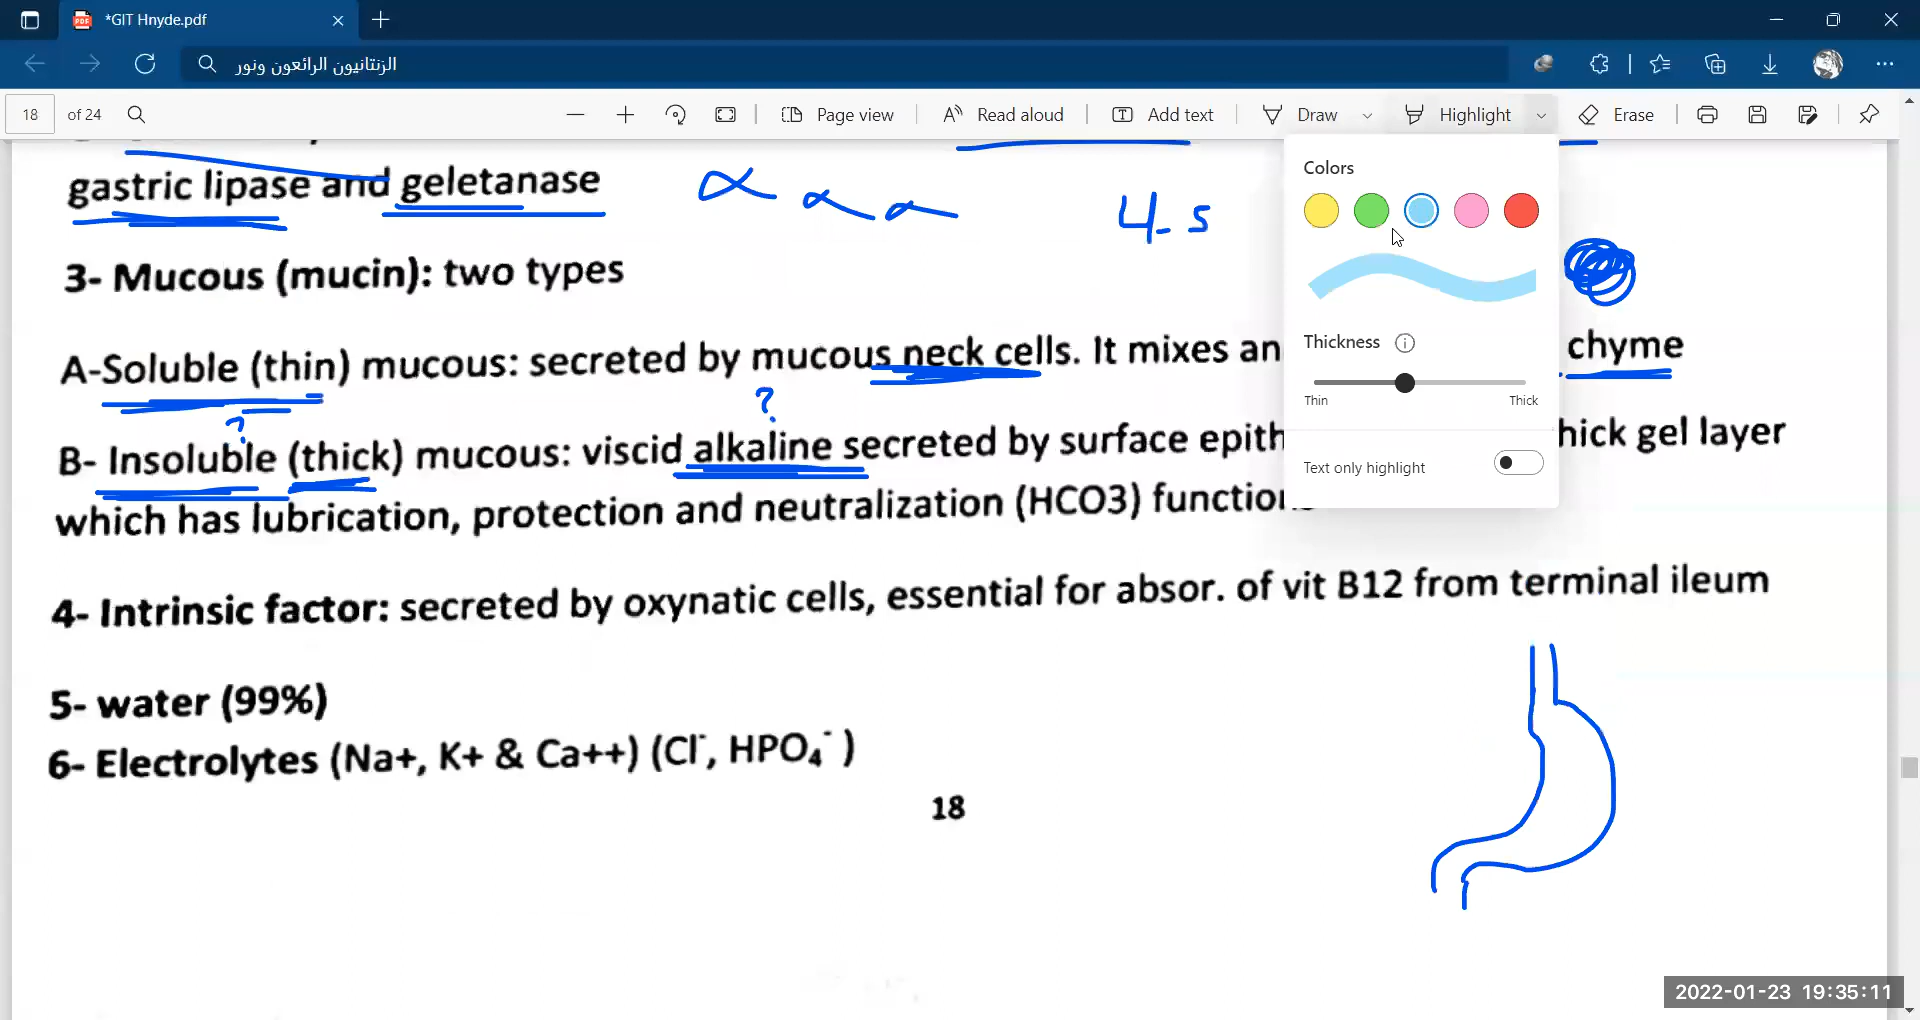 *GIT Hnyde.pdf
الزنتانيون الرائعون ونور
18 of 24
Page view
Read aloud
Add text
Draw
Highlight
Erase
Colors
Thickness
Thin Thick
Text only highlight
gastric lipase and geletanase
4- 5
3- Mucous (mucin): two types
A-Soluble (thin) mucous: secreted by mucous neck cells. It mixes an chyme
? ?
B- Insoluble (thick) mucous: viscid alkaline secreted by surface epith hick gel layer
which has lubrication, protection and neutralization (HCO3) function
4- Intrinsic factor: secreted by oxynatic cells, essential for absor. of vit B12 from terminal ileum
5- water (99%)
6- Electrolytes (Na+, K+ & Ca++) (Cl⁻, HPO₄⁻ )
18
2022-01-23 19:35:11